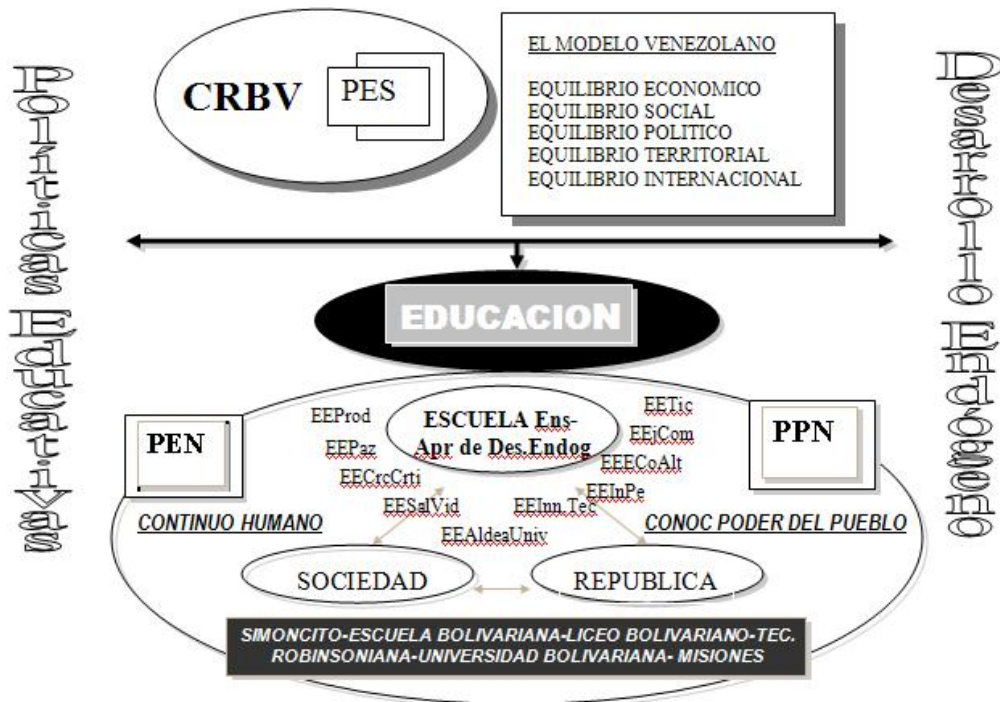 Políticas Educativas
CRBV
PES
EL MODELO VENEZOLANO
EQUILIBRIO ECONOMICO
EQUILIBRIO SOCIAL
EQUILIBRIO POLITICO
EQUILIBRIO TERRITORIAL
EQUILIBRIO INTERNACIONAL
Desarrollo Endógeno
EDUCACION
PEN
EEProd
EEPaz
EECrcCrti
EESalVid
ESCUELA Ens-
Apr de Des.Endog
EETic
EEjCom
EEECoAlt
EEInPe
EEInn.Tec
EEAldeaUniv
PPN
CONTINUO HUMANO
CONOC PODER DEL PUEBLO
SOCIEDAD
REPUBLICA
SIMONCITO-ESCUELA BOLIVARIANA-LICEO BOLIVARIANO-TEC.
ROBINSONIANA-UNIVERSIDAD BOLIVARIANA- MISIONES